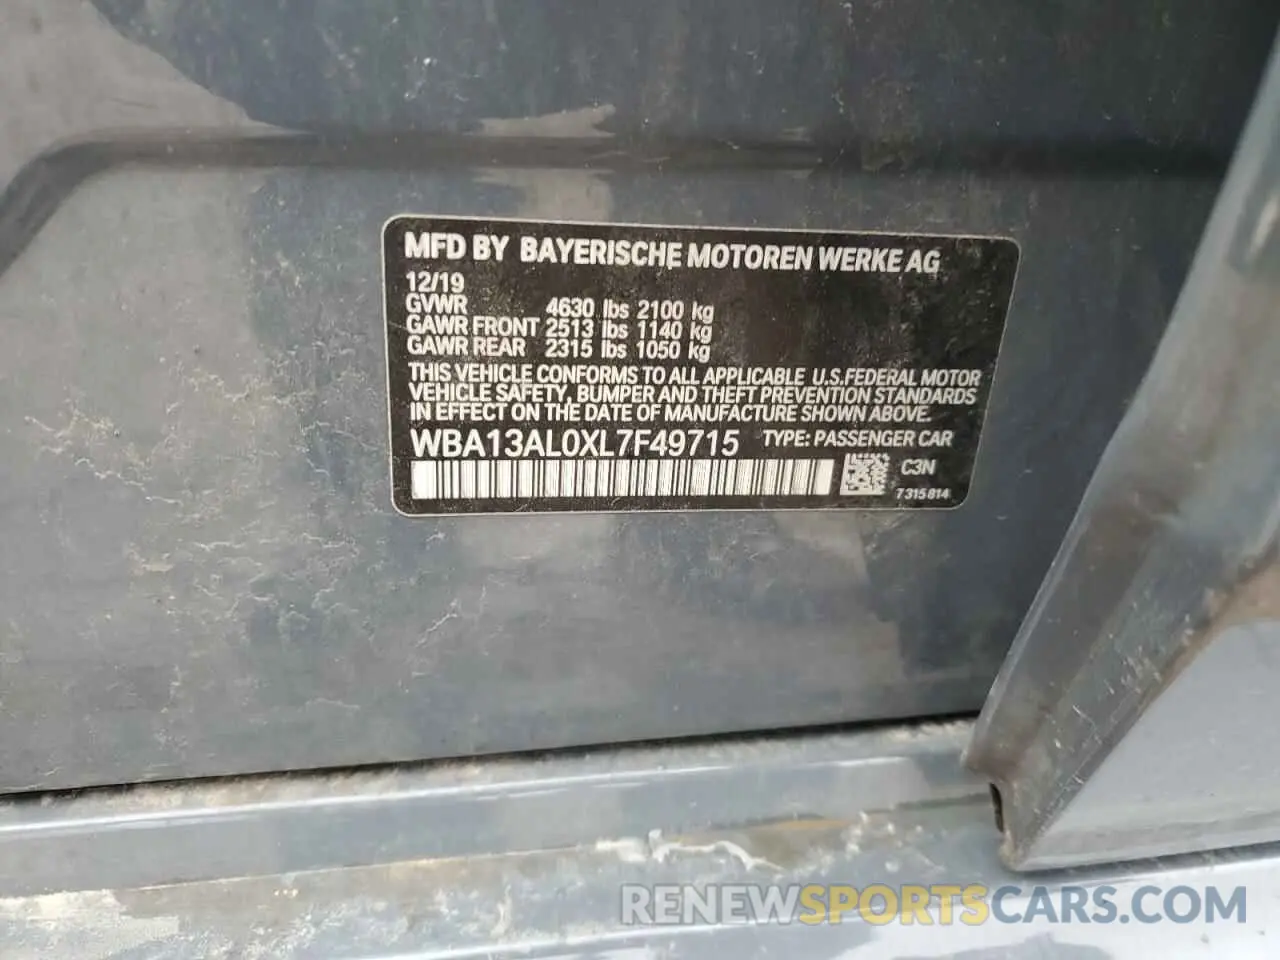 MFD BY BAYERISCHE MOTOREN WERKE AG
12/19
GVWR 4630 lbs 2100 kg
GAWR FRONT 2513 lbs 1140 kg
GAWR REAR 2315 lbs 1050 kg
THIS VEHICLE CONFORMS TO ALL APPLICABLE U.S.FEDERAL MOTOR
VEHICLE SAFETY, BUMPER AND THEFT PREVENTION STANDARDS
IN EFFECT ON THE DATE OF MANUFACTURE SHOWN ABOVE.
WBA13AL0XL7F49715 TYPE: PASSENGER CAR
C3N
7315814
RENEWSPORTSCARS.COM